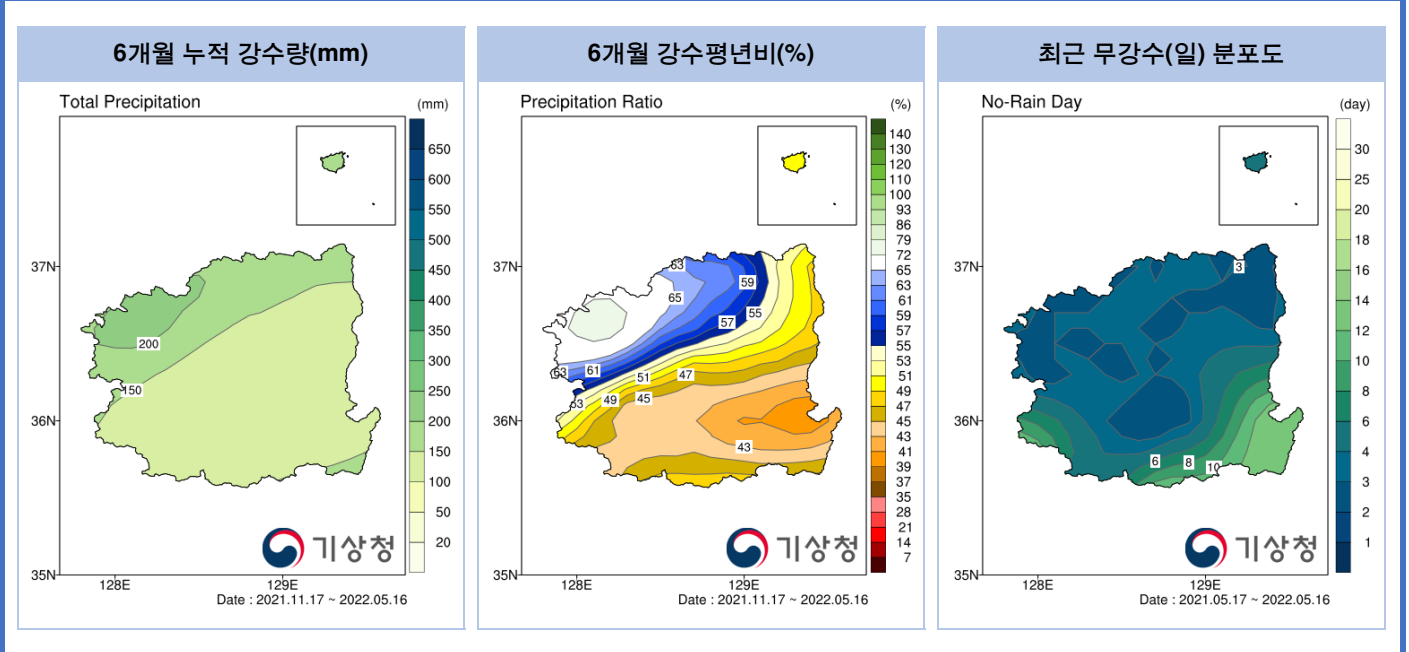 6개월 누적 강수량(mm)
Total Precipitation
(mm)
650
600
550
500
450
400
350
300
250
200
150
100
50
20
37N
36N
35N
200
150
기상청
128E
129E
Date : 2021.11.17 ~ 2022.05.16
6개월 강수평년비(%)
Precipitation Ratio
(%)
140
130
120
110
100
93
86
79
72
65
63
61
59
57
55
53
51
49
47
45
43
41
39
37
35
28
21
14
7
37N
36N
35N
63
65
59
57
55
63
61
51
47
53
49
45
43
기상청
128E
129E
Date : 2021.11.17 ~ 2022.05.16
최근 무강수(일) 분포도
No-Rain Day
(day)
30
25
20
18
16
14
12
10
8
6
4
3
2
1
37N
36N
35N
3
6
8
10
기상청
128E
129E
Date : 2021.05.17 ~ 2022.05.16